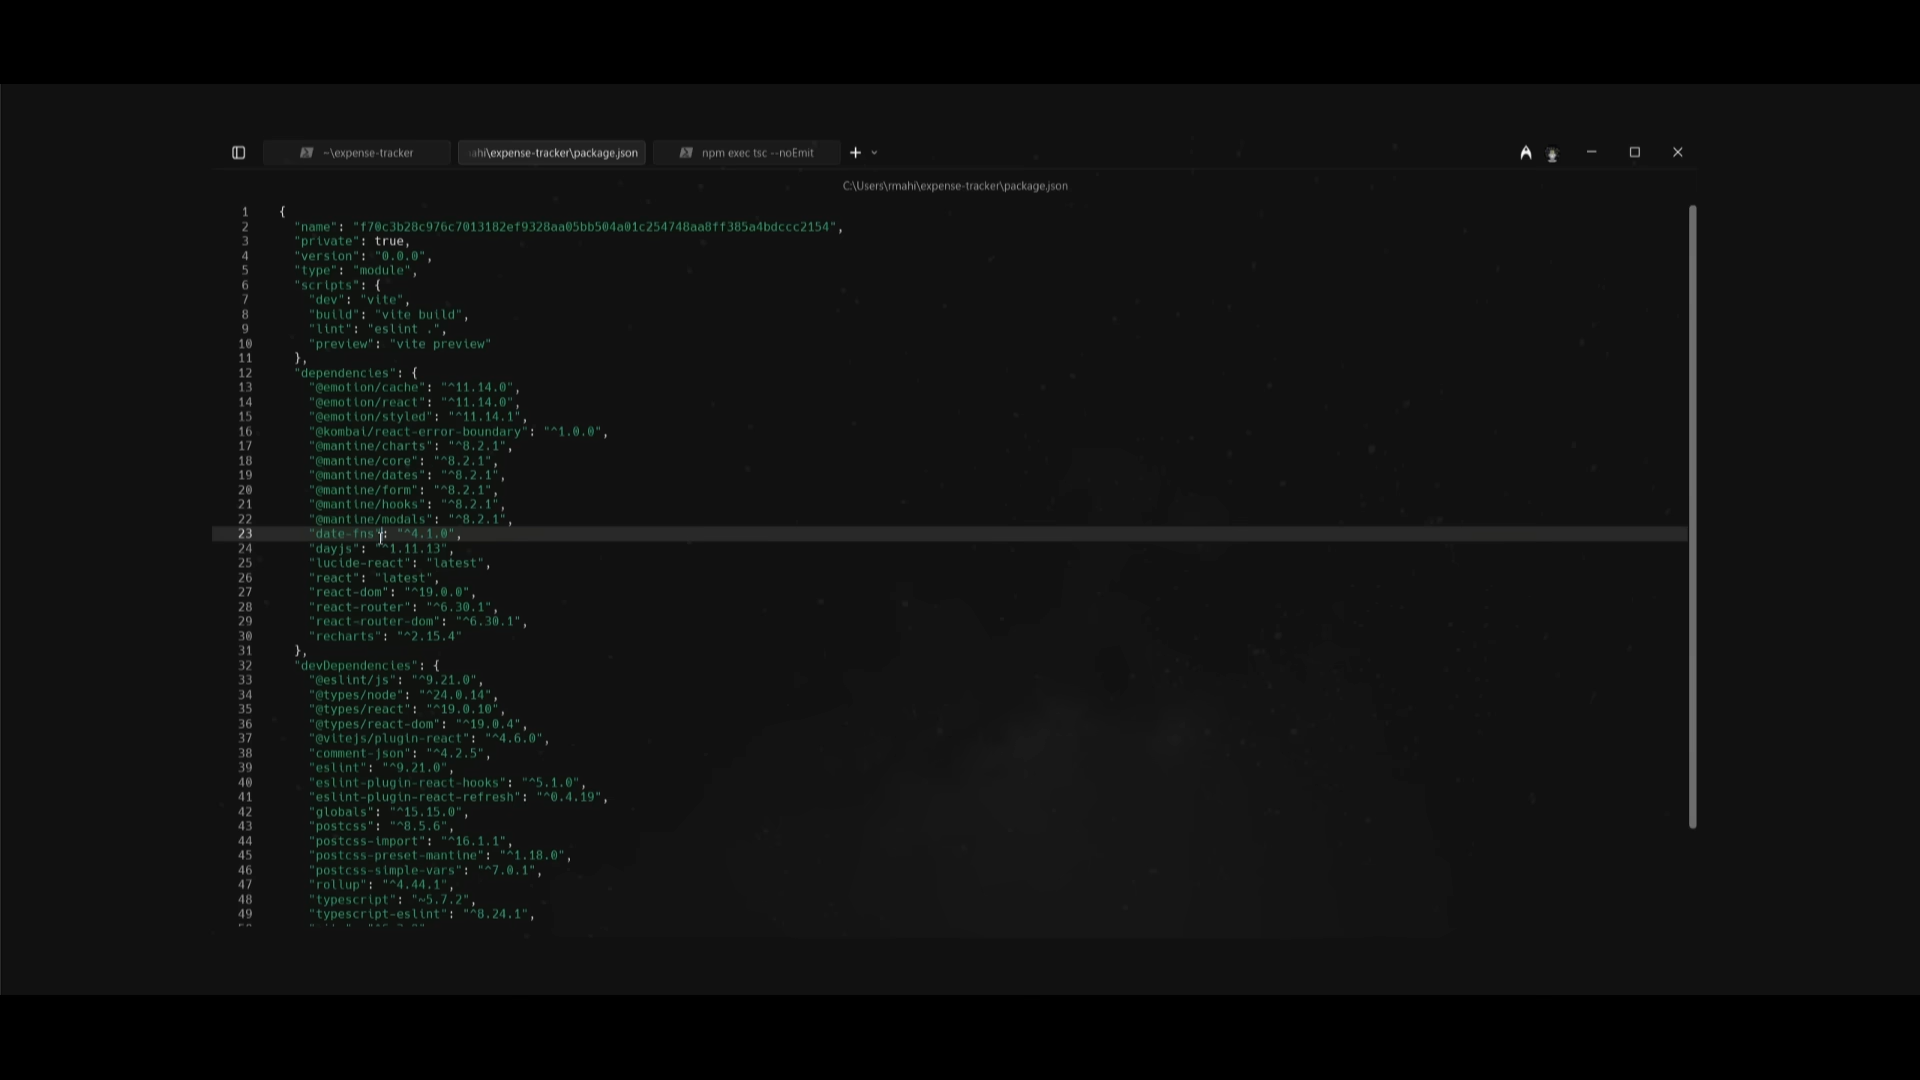 ~\expense-tracker
ahi\expense-tracker\package.json
npm exec tsc --noEmit
C:\Users\rmahi\expense-tracker\package.json
1 {
2 "name": "f70c3b28c976c7013182ef9328aa05bb504a01c254748aa8ff385a4bdccc2154",
3 "private": true,
4 "version": "0.0.0",
5 "type": "module",
6 "scripts": {
7 "dev": "vite",
8 "build": "vite build",
9 "lint": "eslint .",
10 "preview": "vite preview"
11 },
12 "dependencies": {
13 "@emotion/cache": "^11.14.0",
14 "@emotion/react": "^11.14.0",
15 "@emotion/styled": "^11.14.1",
16 "@kombai/react-error-boundary": "^1.0.0",
17 "@mantine/charts": "^8.2.1",
18 "@mantine/core": "^8.2.1",
19 "@mantine/dates": "^8.2.1",
20 "@mantine/form": "^8.2.1",
21 "@mantine/hooks": "^8.2.1",
22 "@mantine/modals": "^8.2.1",
23 "date-fns": "^4.1.0",
24 "dayjs": "^1.11.13",
25 "lucide-react": "latest",
26 "react": "latest",
27 "react-dom": "^19.0.0",
28 "react-router": "^6.30.1",
29 "react-router-dom": "^6.30.1",
30 "recharts": "^2.15.4"
31 },
32 "devDependencies": {
33 "@eslint/js": "^9.21.0",
34 "@types/node": "^24.0.14",
35 "@types/react": "^19.0.10",
36 "@types/react-dom": "^19.0.4",
37 "@vitejs/plugin-react": "^4.6.0",
38 "comment-json": "^4.2.5",
39 "eslint": "^9.21.0",
40 "eslint-plugin-react-hooks": "^5.1.0",
41 "eslint-plugin-react-refresh": "^0.4.19",
42 "globals": "^15.15.0",
43 "postcss": "^8.5.6",
44 "postcss-import": "^16.1.1",
45 "postcss-preset-mantine": "^1.18.0",
46 "postcss-simple-vars": "^7.0.1",
47 "rollup": "^4.44.1",
48 "typescript": "~5.7.2",
49 "typescript-eslint": "^8.24.1",